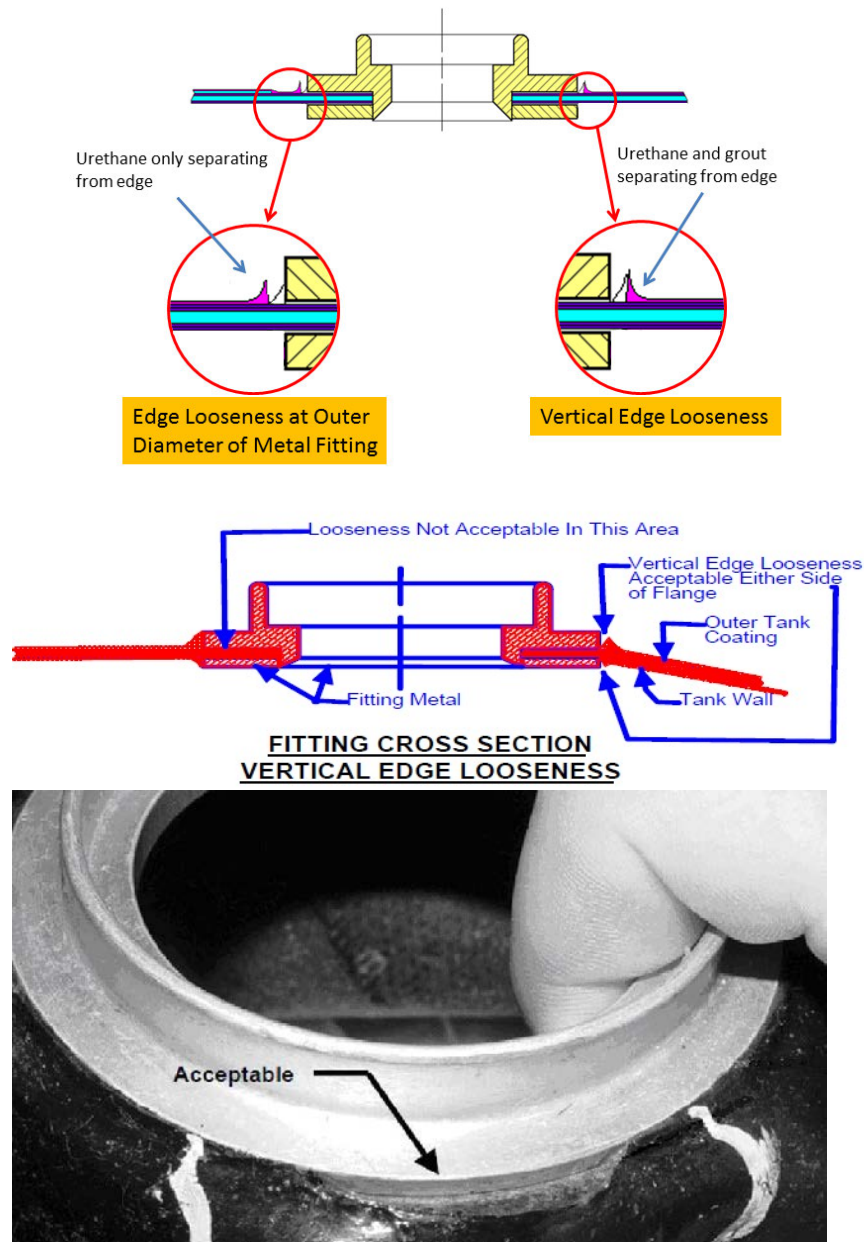 Urethane only separating
from edge
Urethane and grout
separating from edge
Edge Looseness at Outer
Diameter of Metal Fitting
Vertical Edge Looseness
Looseness Not Acceptable In This Area
Vertical Edge Looseness
Acceptable Either Side
of Flange
Outer Tank
Coating
Fitting Metal
Tank Wall
FITTING CROSS SECTION
VERTICAL EDGE LOOSENESS
Acceptable